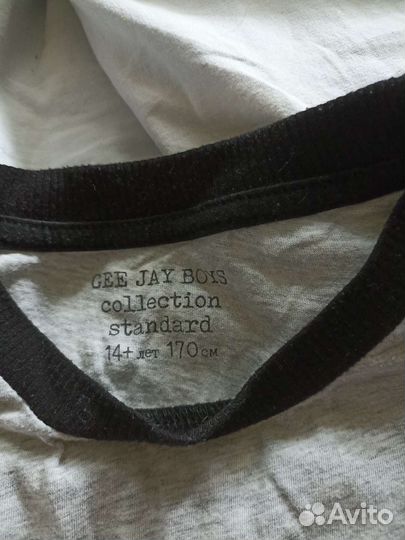 GEE JAY BOYS
collection
standard
14+ лет 170 см
Avito